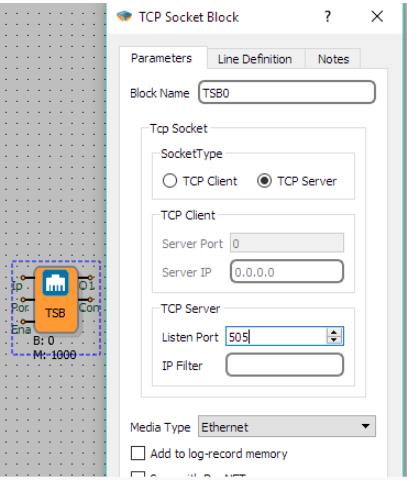 TCP Socket Block ? ×
Parameters Line Definition Notes
Block Name TSB0
Tcp Socket
SocketType
TCP Client TCP Server
TCP Client
Server Port 0
Server IP 0.0.0.0
TCP Server
Listen Port 505
IP Filter
Media Type Ethernet
Add to log-record memory
Ip. O1
Por TSB Con
Ena
B: 0
M: 1000